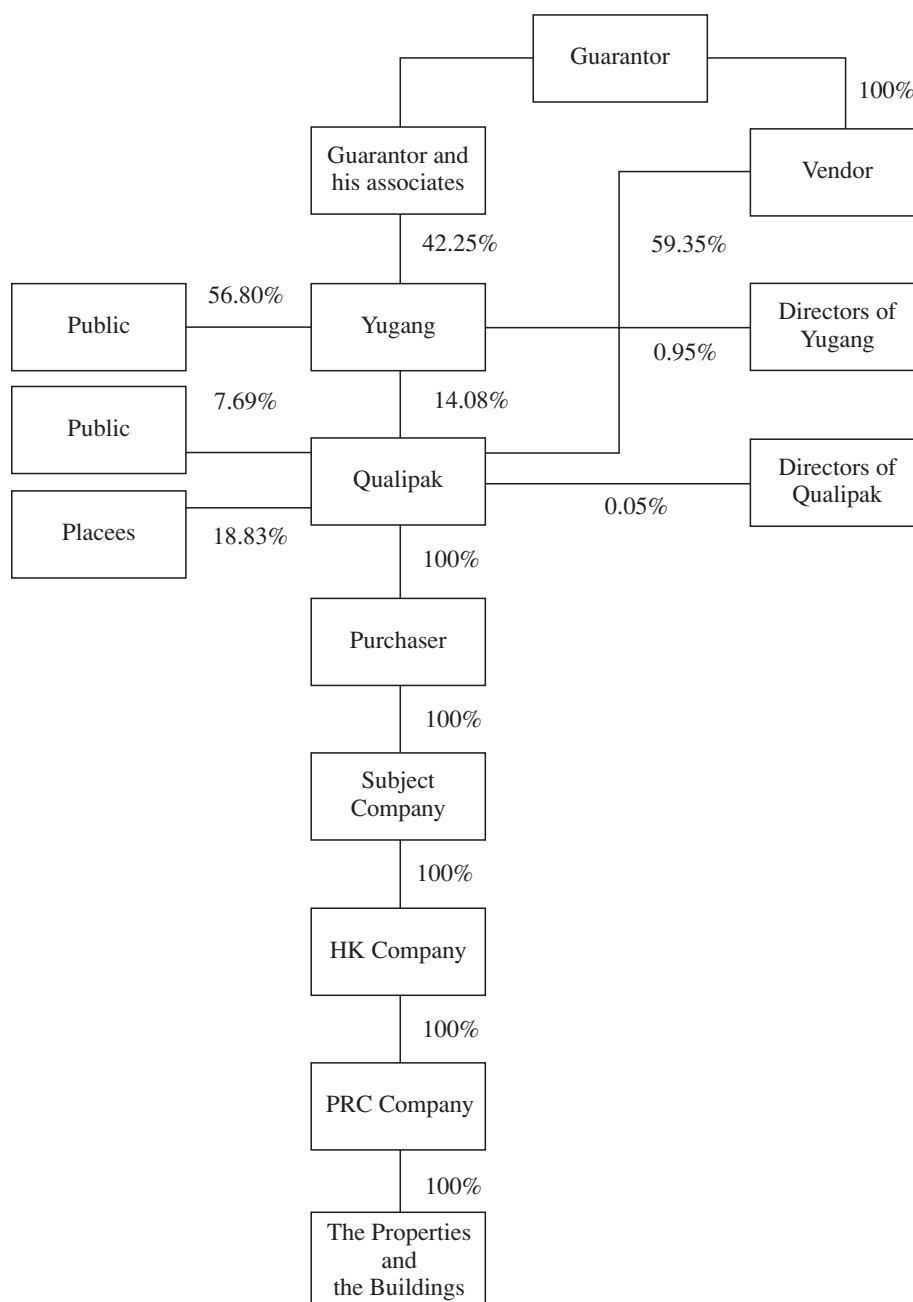 Guarantor
100%
Guarantor and
his associates
Vendor
42.25%
59.35%
56.80%
Public
Yugang
Directors of
Yugang
0.95%
7.69%
14.08%
Public
Qualipak
Directors of
Qualipak
0.05%
Placees
18.83%
100%
Purchaser
100%
Subject
Company
100%
HK Company
100%
PRC Company
100%
The Properties
and
the Buildings